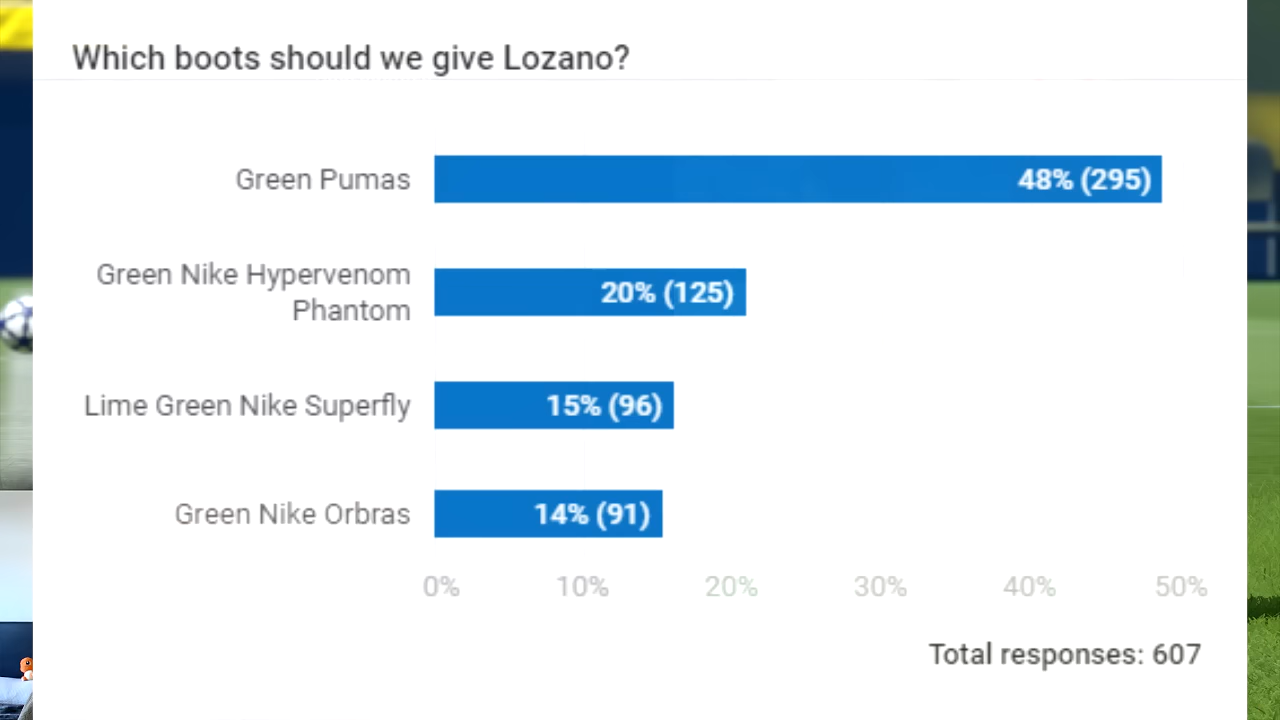 Which boots should we give Lozano?
Green Pumas
48% (295)
Green Nike Hypervenom
Phantom
20% (125)
Lime Green Nike Superfly
15% (96)
Green Nike Orbras
14% (91)
0% 10% 20% 30% 40% 50%
Total responses: 607